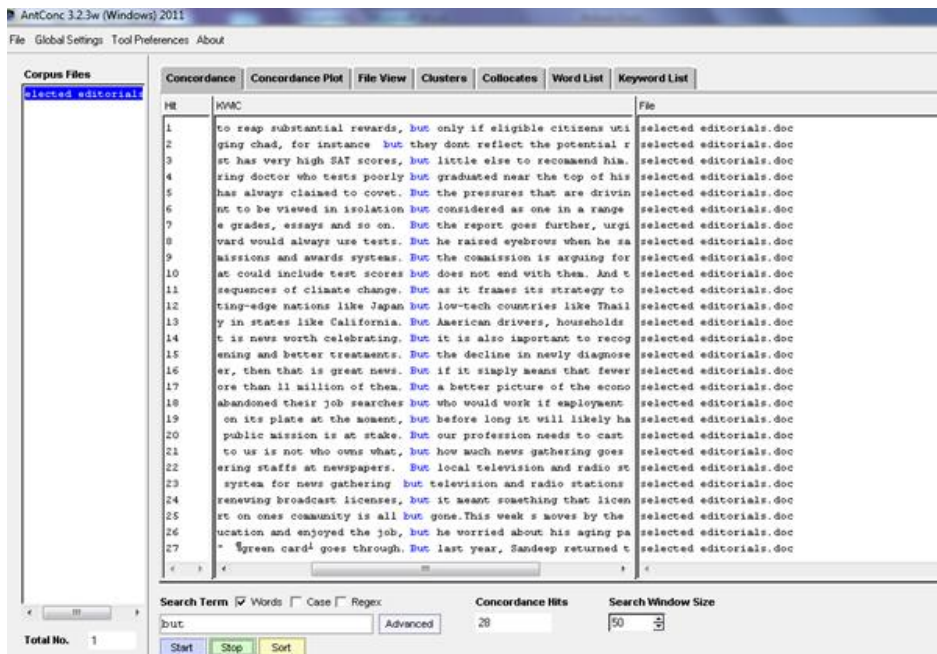 AntConc 3.2.3w (Windows) 2011
File Global Settings Tool Preferences About
Corpus Files
elected editorials
Concordance Concordance Plot File View Clusters Collocates Word List Keyword List
Hit KWIC File
1 to reap substantial rewards, but only if eligible citizens uti selected editorials.doc
2 ging chad, for instance but they dont reflect the potential r selected editorials.doc
3 st has very high SAT scores, but little else to recommend him. selected editorials.doc
4 ring doctor who tests poorly but graduated near the top of his selected editorials.doc
5 has always claimed to covet. But the pressures that are drivin selected editorials.doc
6 nt to be viewed in isolation but considered as one in a range selected editorials.doc
7 e grades, essays and so on. But the report goes further, urgi selected editorials.doc
8 vard would always use tests. But he raised eyebrows when he sa selected editorials.doc
9 missions and awards systems. But the commission is arguing for selected editorials.doc
10 at could include test scores but does not end with them. And t selected editorials.doc
11 sequences of climate change. But as it frames its strategy to selected editorials.doc
12 ting-edge nations like Japan but low-tech countries like Thail selected editorials.doc
13 y in states like California. But American drivers, households selected editorials.doc
14 t is news worth celebrating. But it is also important to recog selected editorials.doc
15 ening and better treatments. But the decline in newly diagnose selected editorials.doc
16 er, then that is great news. But if it simply means that fewer selected editorials.doc
17 ore than 11 million of them. But a better picture of the econo selected editorials.doc
18 abandoned their job searches but who would work if employment selected editorials.doc
19 on its plate at the moment, but before long it will likely ha selected editorials.doc
20 public mission is at stake. But our profession needs to cast selected editorials.doc
21 to us is not who owns what, but how much news gathering goes selected editorials.doc
22 ering staffs at newspapers. But local television and radio st selected editorials.doc
23 system for news gathering but television and radio stations selected editorials.doc
24 renewing broadcast licenses, but it meant something that licen selected editorials.doc
25 rt on ones community is all but gone.This week s moves by the selected editorials.doc
26 ucation and enjoyed the job, but he worried about his aging pa selected editorials.doc
27 " green card goes through. But last year, Sandeep returned t selected editorials.doc
Search Term Words Case Regex Concordance Hits Search Window Size
but Advanced 28 50
Total No. 1
Start Stop Sort